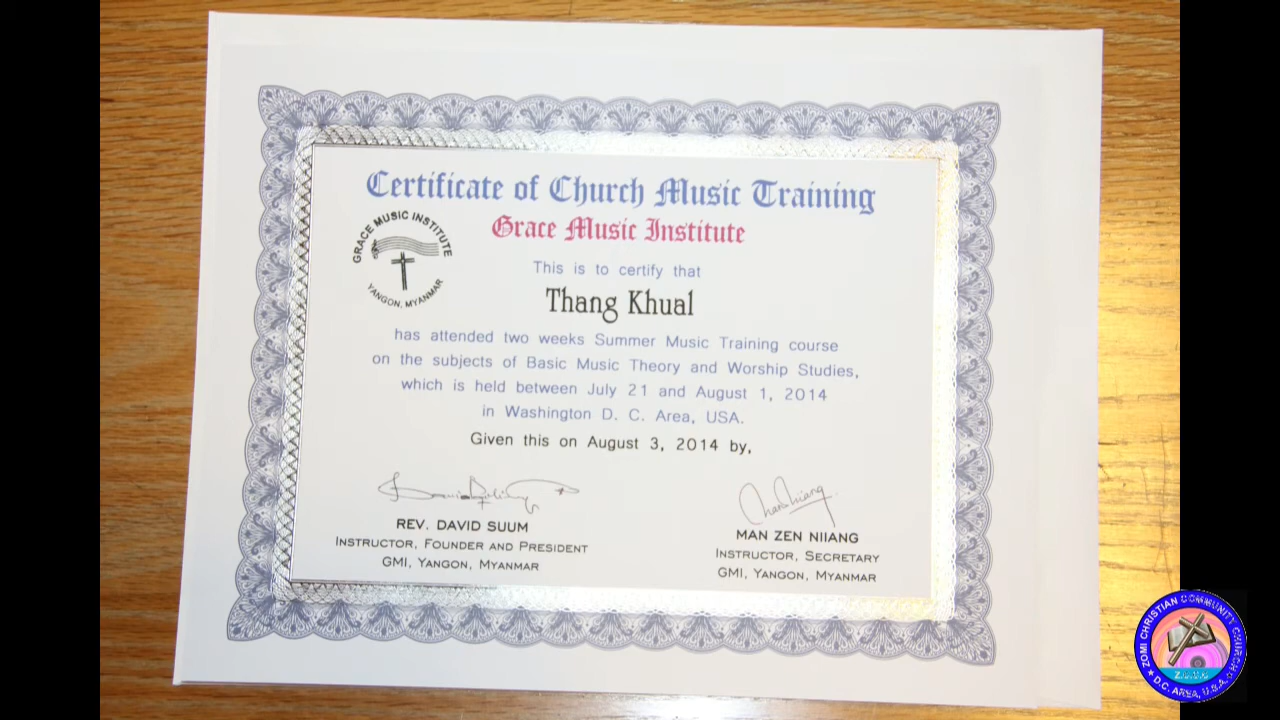 Certificate of Church Music Training
Grace Music Institute
GRACE MUSIC INSTITUTE
YANGON, MYANMAR
This is to certify that
Thang Khual
has attended two weeks Summer Music Training course
on the subjects of Basic Music Theory and Worship Studies,
which is held between July 21 and August 1, 2014
in Washington D. C. Area, USA.
Given this on August 3, 2014 by,
REV. DAVID SUUM
INSTRUCTOR, FOUNDER AND PRESIDENT
GMI, YANGON, MYANMAR
MAN ZEN NIIANG
INSTRUCTOR, SECRETARY
GMI, YANGON, MYANMAR
ZOMI CHRISTIAN COMMUNITY CHURCH
Z.C.C.C
D.C. AREA, U.S.A.